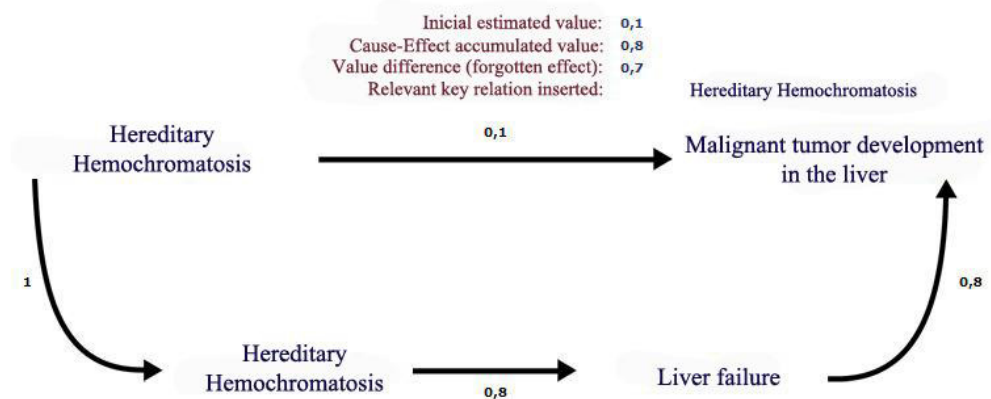 Inicial estimated value: 0,1
Cause-Effect accumulated value: 0,8
Value difference (forgotten effect): 0,7
Relevant key relation inserted:
Hereditary Hemochromatosis
Hereditary
Hemochromatosis
0,1
Malignant tumor development
in the liver
1
0,8
Hereditary
Hemochromatosis
0,8
Liver failure